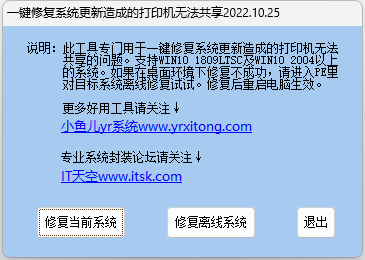 一键修复系统更新造成的打印机无法共享2022.10.25
说明：此工具专门用于一键修复系统更新造成的打印机无法
共享的问题。支持WIN10 1809LTSC及WIN10 2004以上
的系统。如果在桌面环境下修复不成功，请进入PE里
对目标系统离线修复试试。修复后重启电脑生效。
更多好用工具请关注↓
小鱼儿yr系统www.yrxitong.com
专业系统封装论坛请关注↓
IT天空www.itsk.com
修复当前系统 修复离线系统 退出